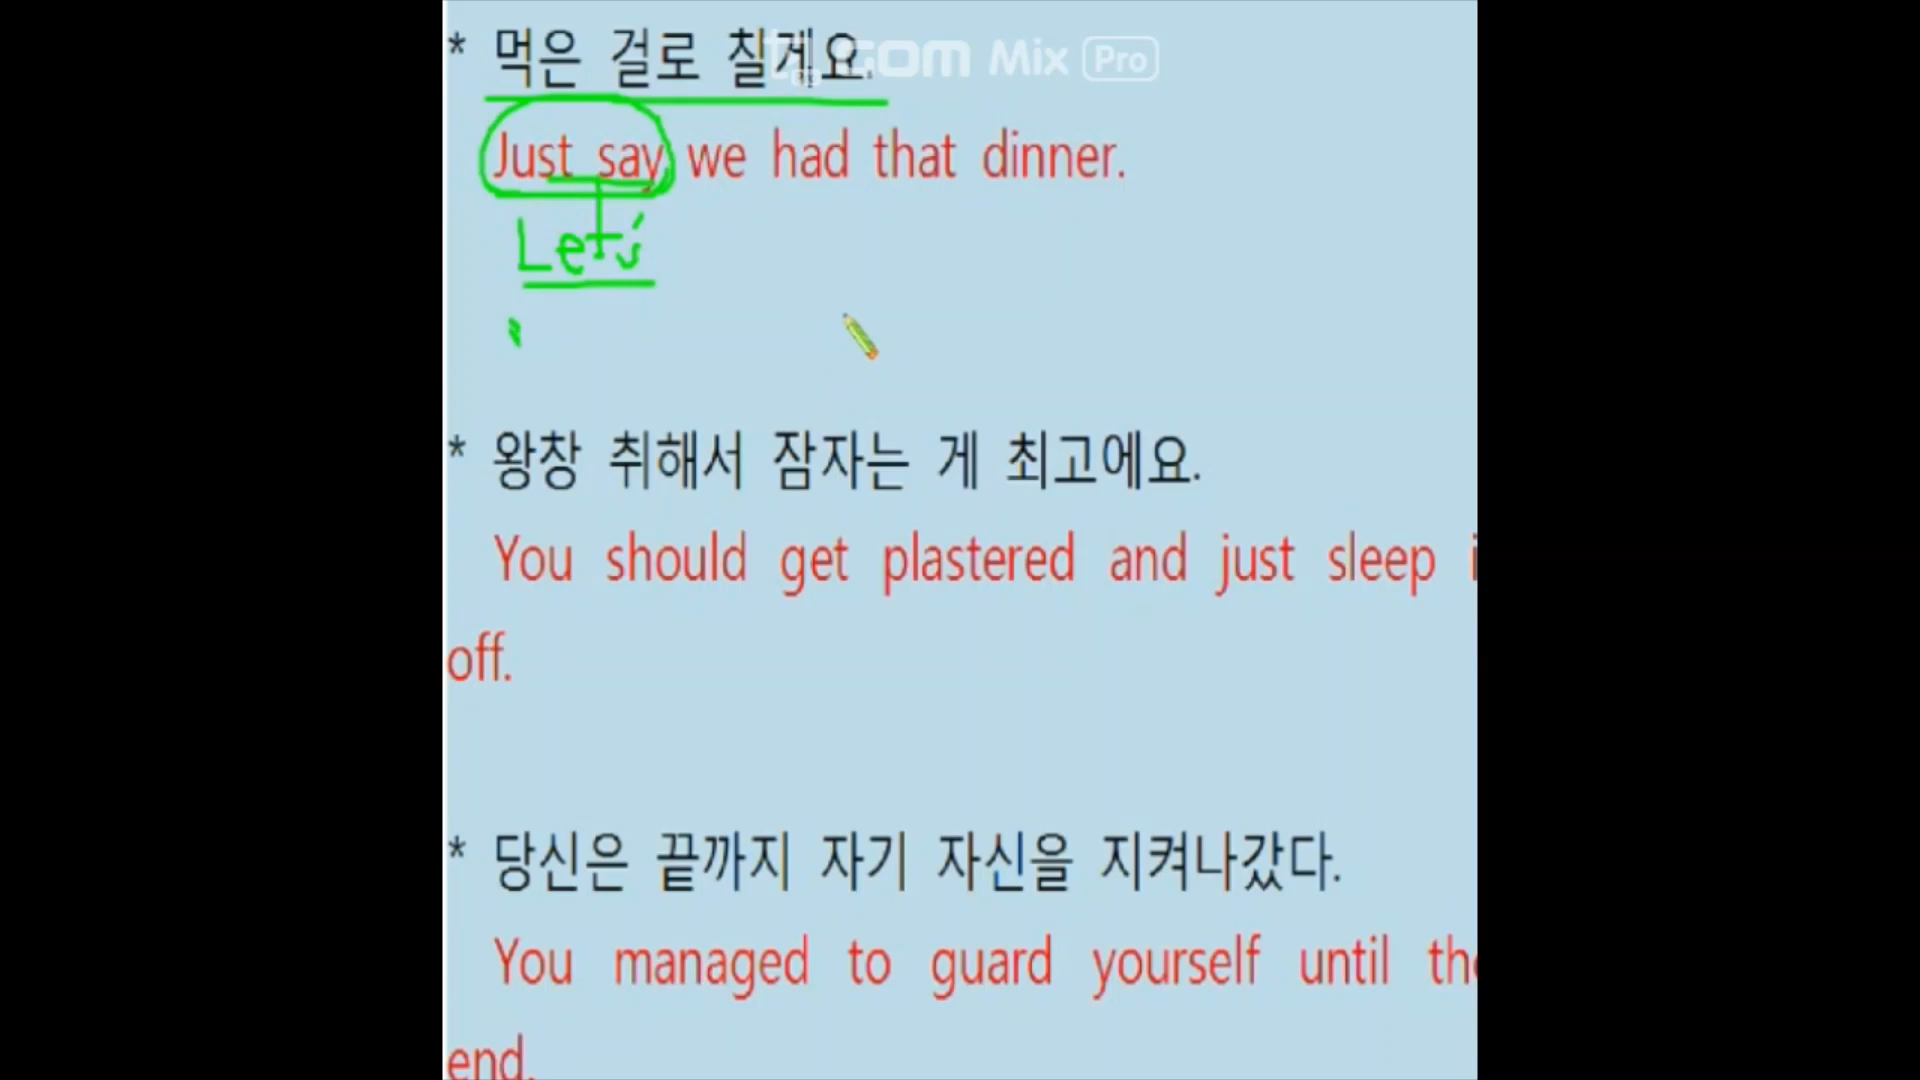 * 먹은 걸로 칠게요.
GOM Mix Pro
Just say we had that dinner.
Let's
* 왕창 취해서 잠자는 게 최고에요.
You should get plastered and just sleep
off.
* 당신은 끝까지 자기 자신을 지켜나갔다.
You managed to guard yourself until the
end.